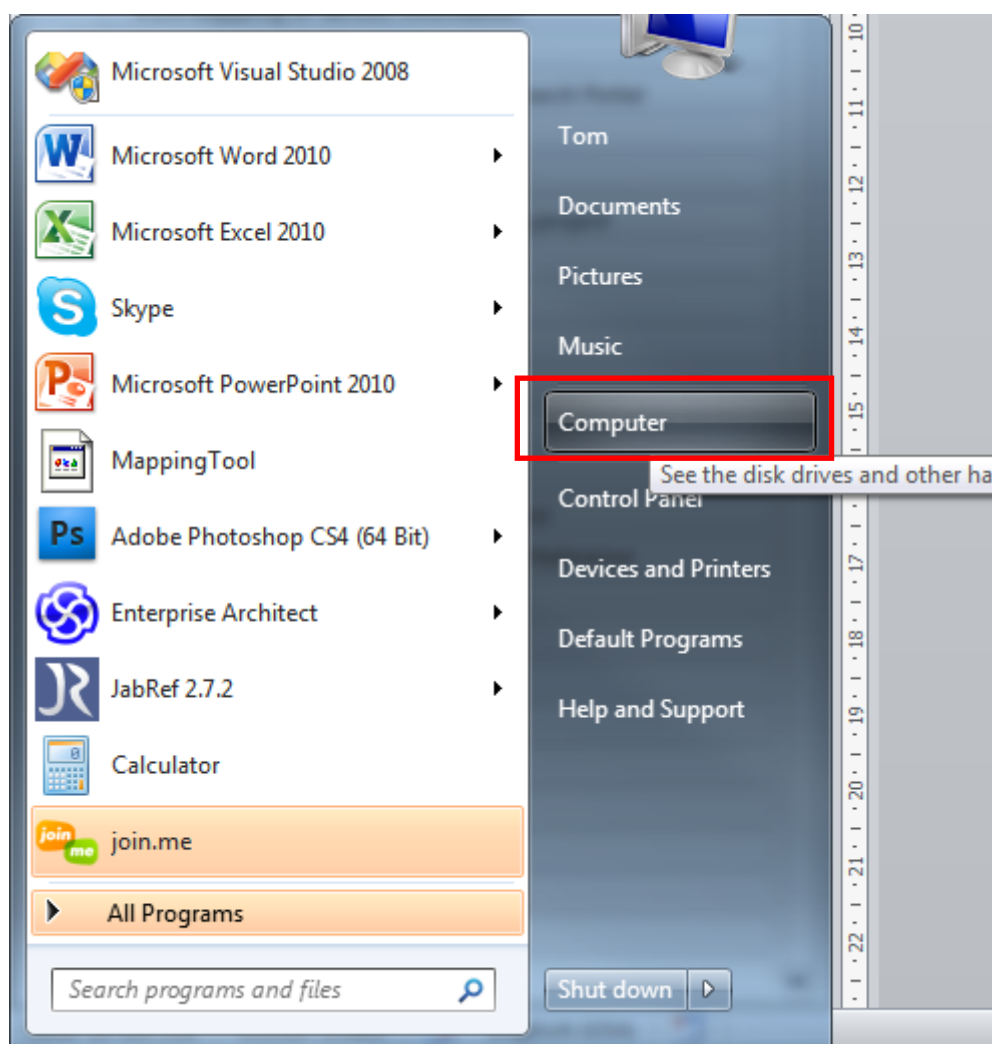 Microsoft Visual Studio 2008
Microsoft Word 2010
Microsoft Excel 2010
Skype
Microsoft PowerPoint 2010
MappingTool
Ps
Adobe Photoshop CS4 (64 Bit)
Enterprise Architect
JabRef 2.7.2
Calculator
join me
join.me
All Programs
Search programs and files
Tom
Documents
Pictures
Music
Computer
See the disk drives and other ha
Control Panel
Devices and Printers
Default Programs
Help and Support
Shut down
10
11
12
13
14
15
17
18
19
20
21
22